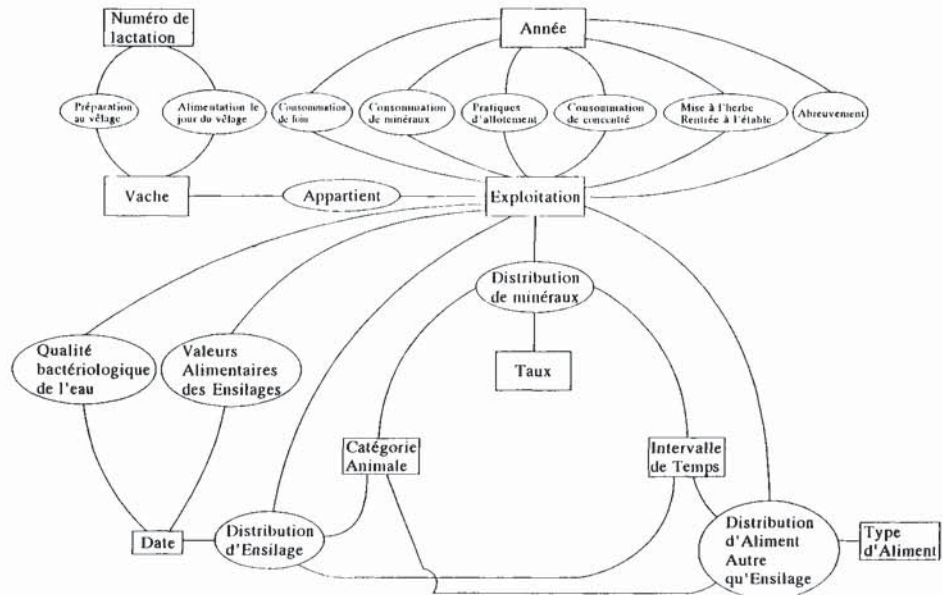 Numéro de
lactation
Année
Préparation
au vêlage
Alimentation le
jour du vêlage
Consommation
de foin
Consommation
de minéraux
Pratiques
d'allotement
Consommation
de concentré
Mise à l'herbe
Rentrée à l'étable
Abreuvement
Vache
Appartient
Exploitation
Distribution
de minéraux
Qualité
bactériologique
de l'eau
Valeurs
Alimentaires
des Ensilages
Taux
Catégorie
Animale
Intervalle
de Temps
Date
Distribution
d'Ensilage
Distribution
d'Aliment
Autre
qu'Ensilage
Type
d'Aliment